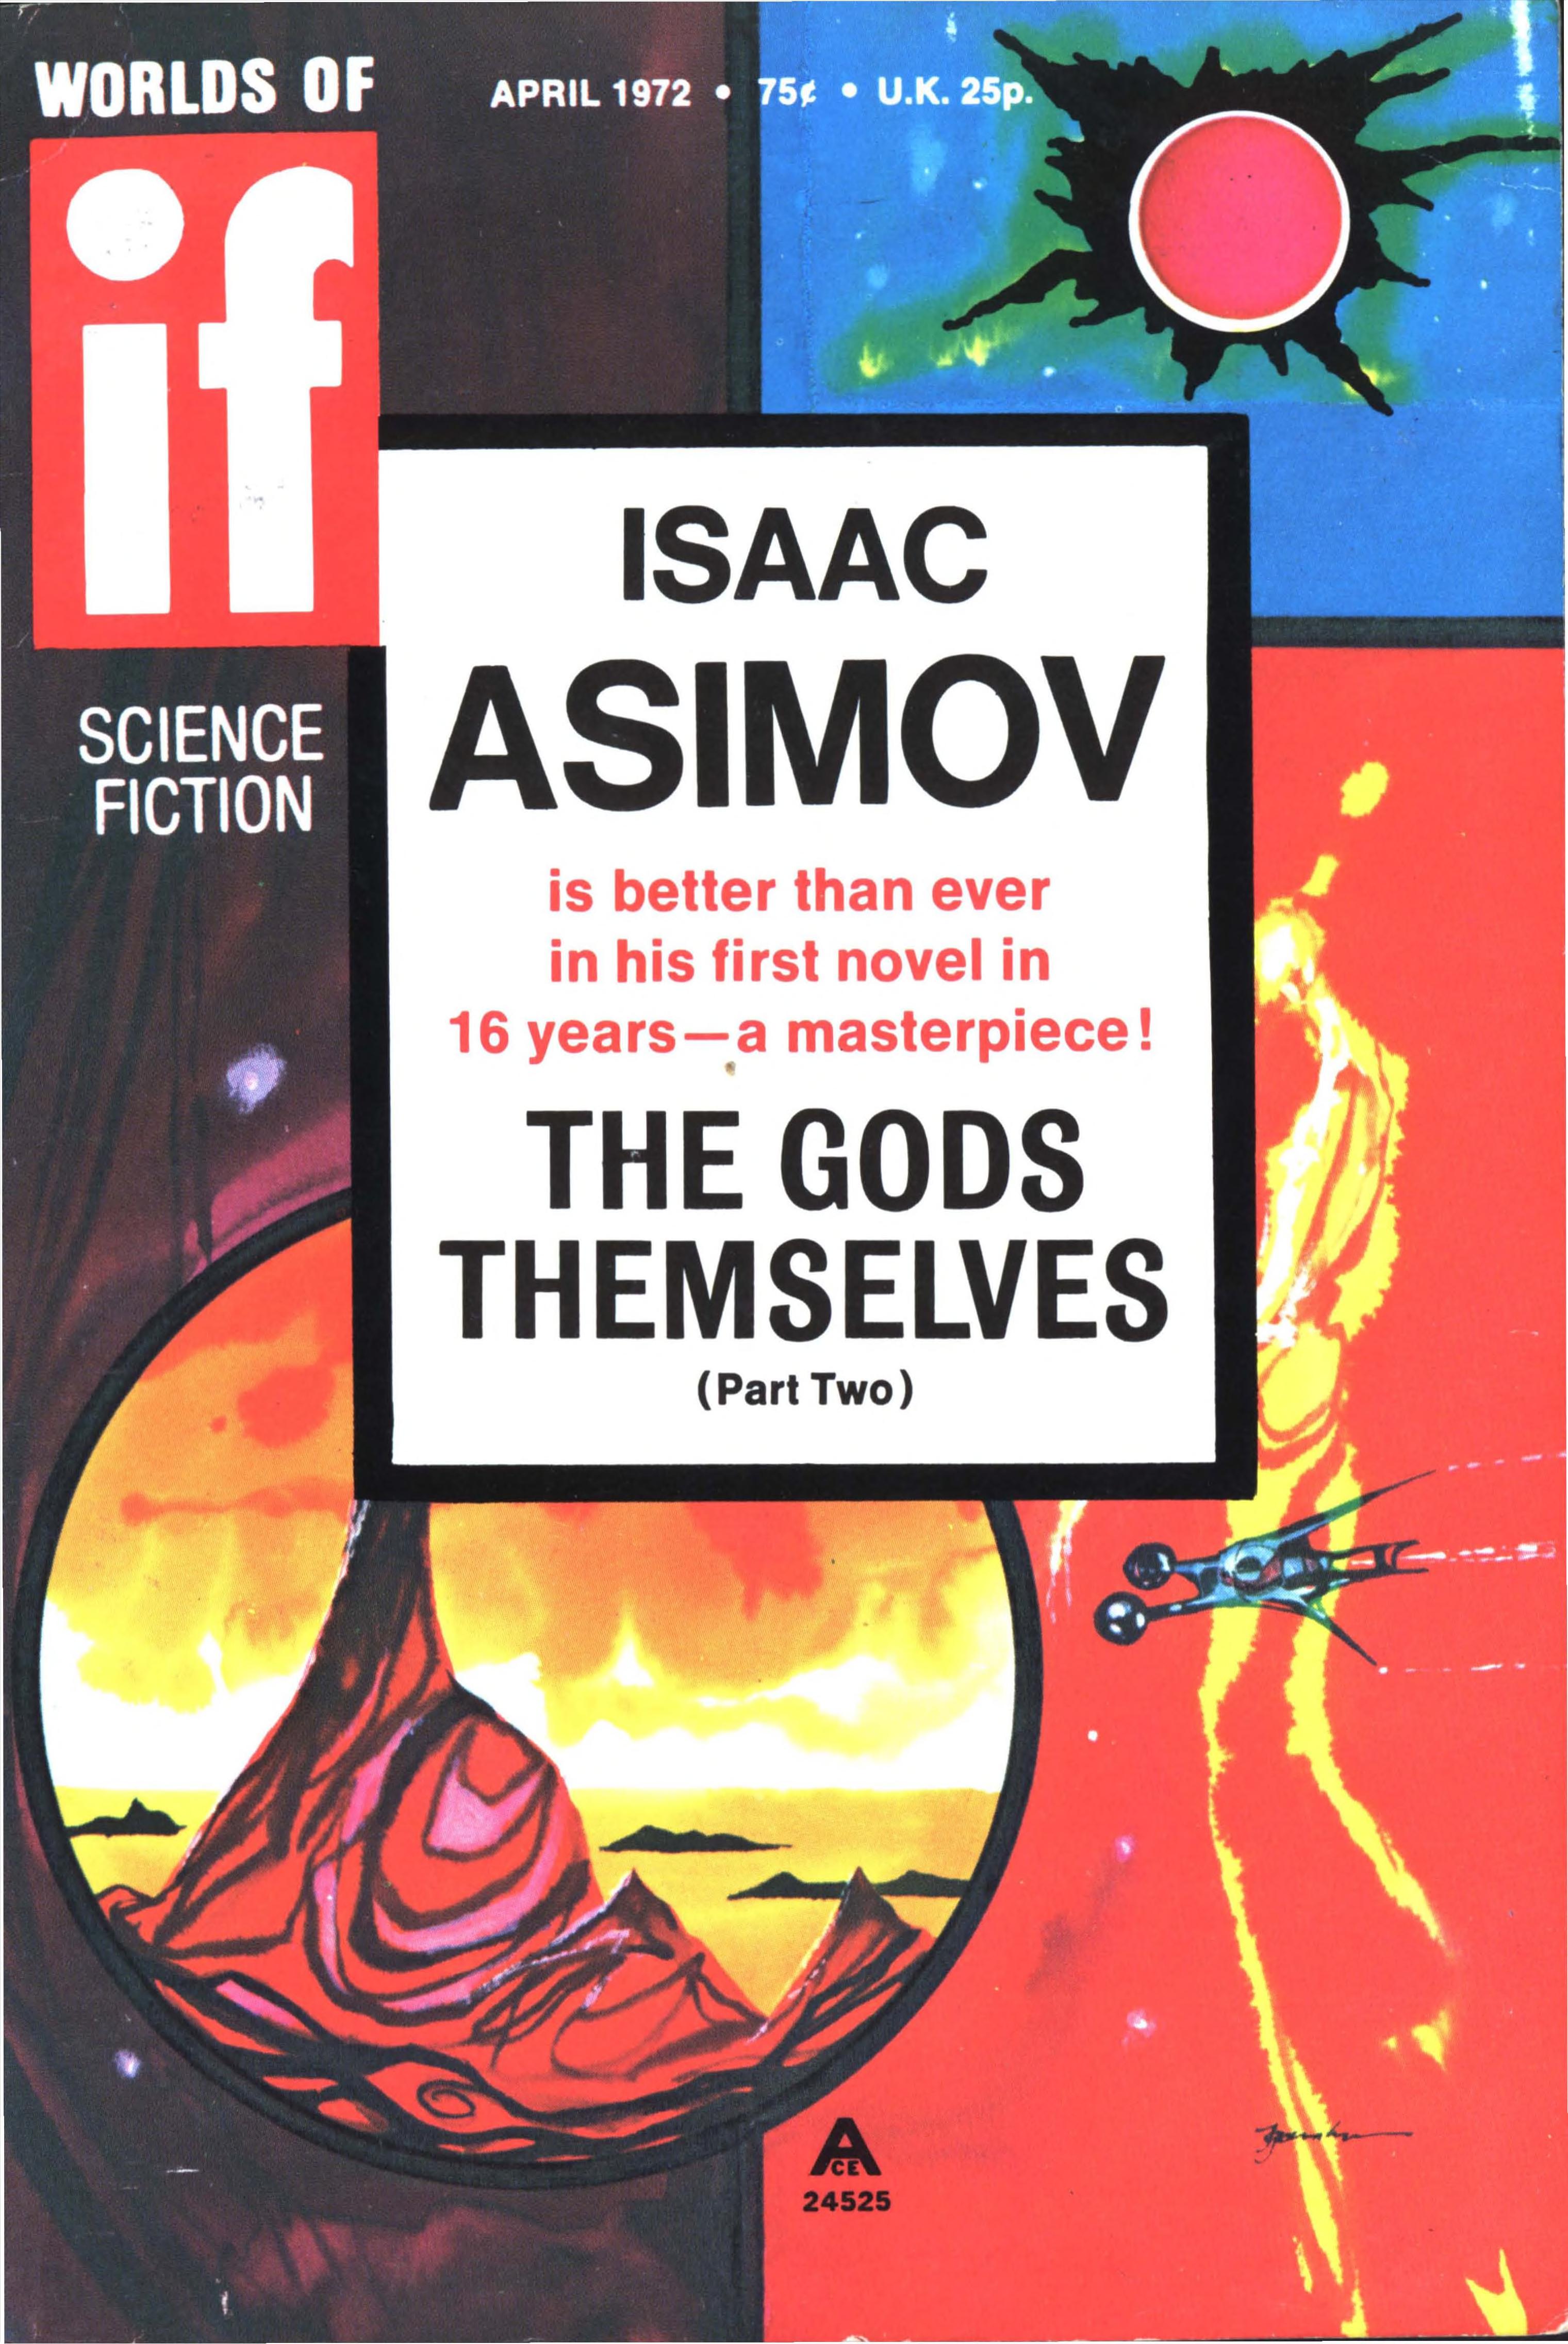 WORLDS OF
APRIL 1972 • 75¢ • U.K. 25p.
if
SCIENCE
FICTION
ISAAC
ASIMOV
is better than ever
in his first novel in
16 years—a masterpiece!
THE GODS
THEMSELVES
(Part Two)
ACE
24525